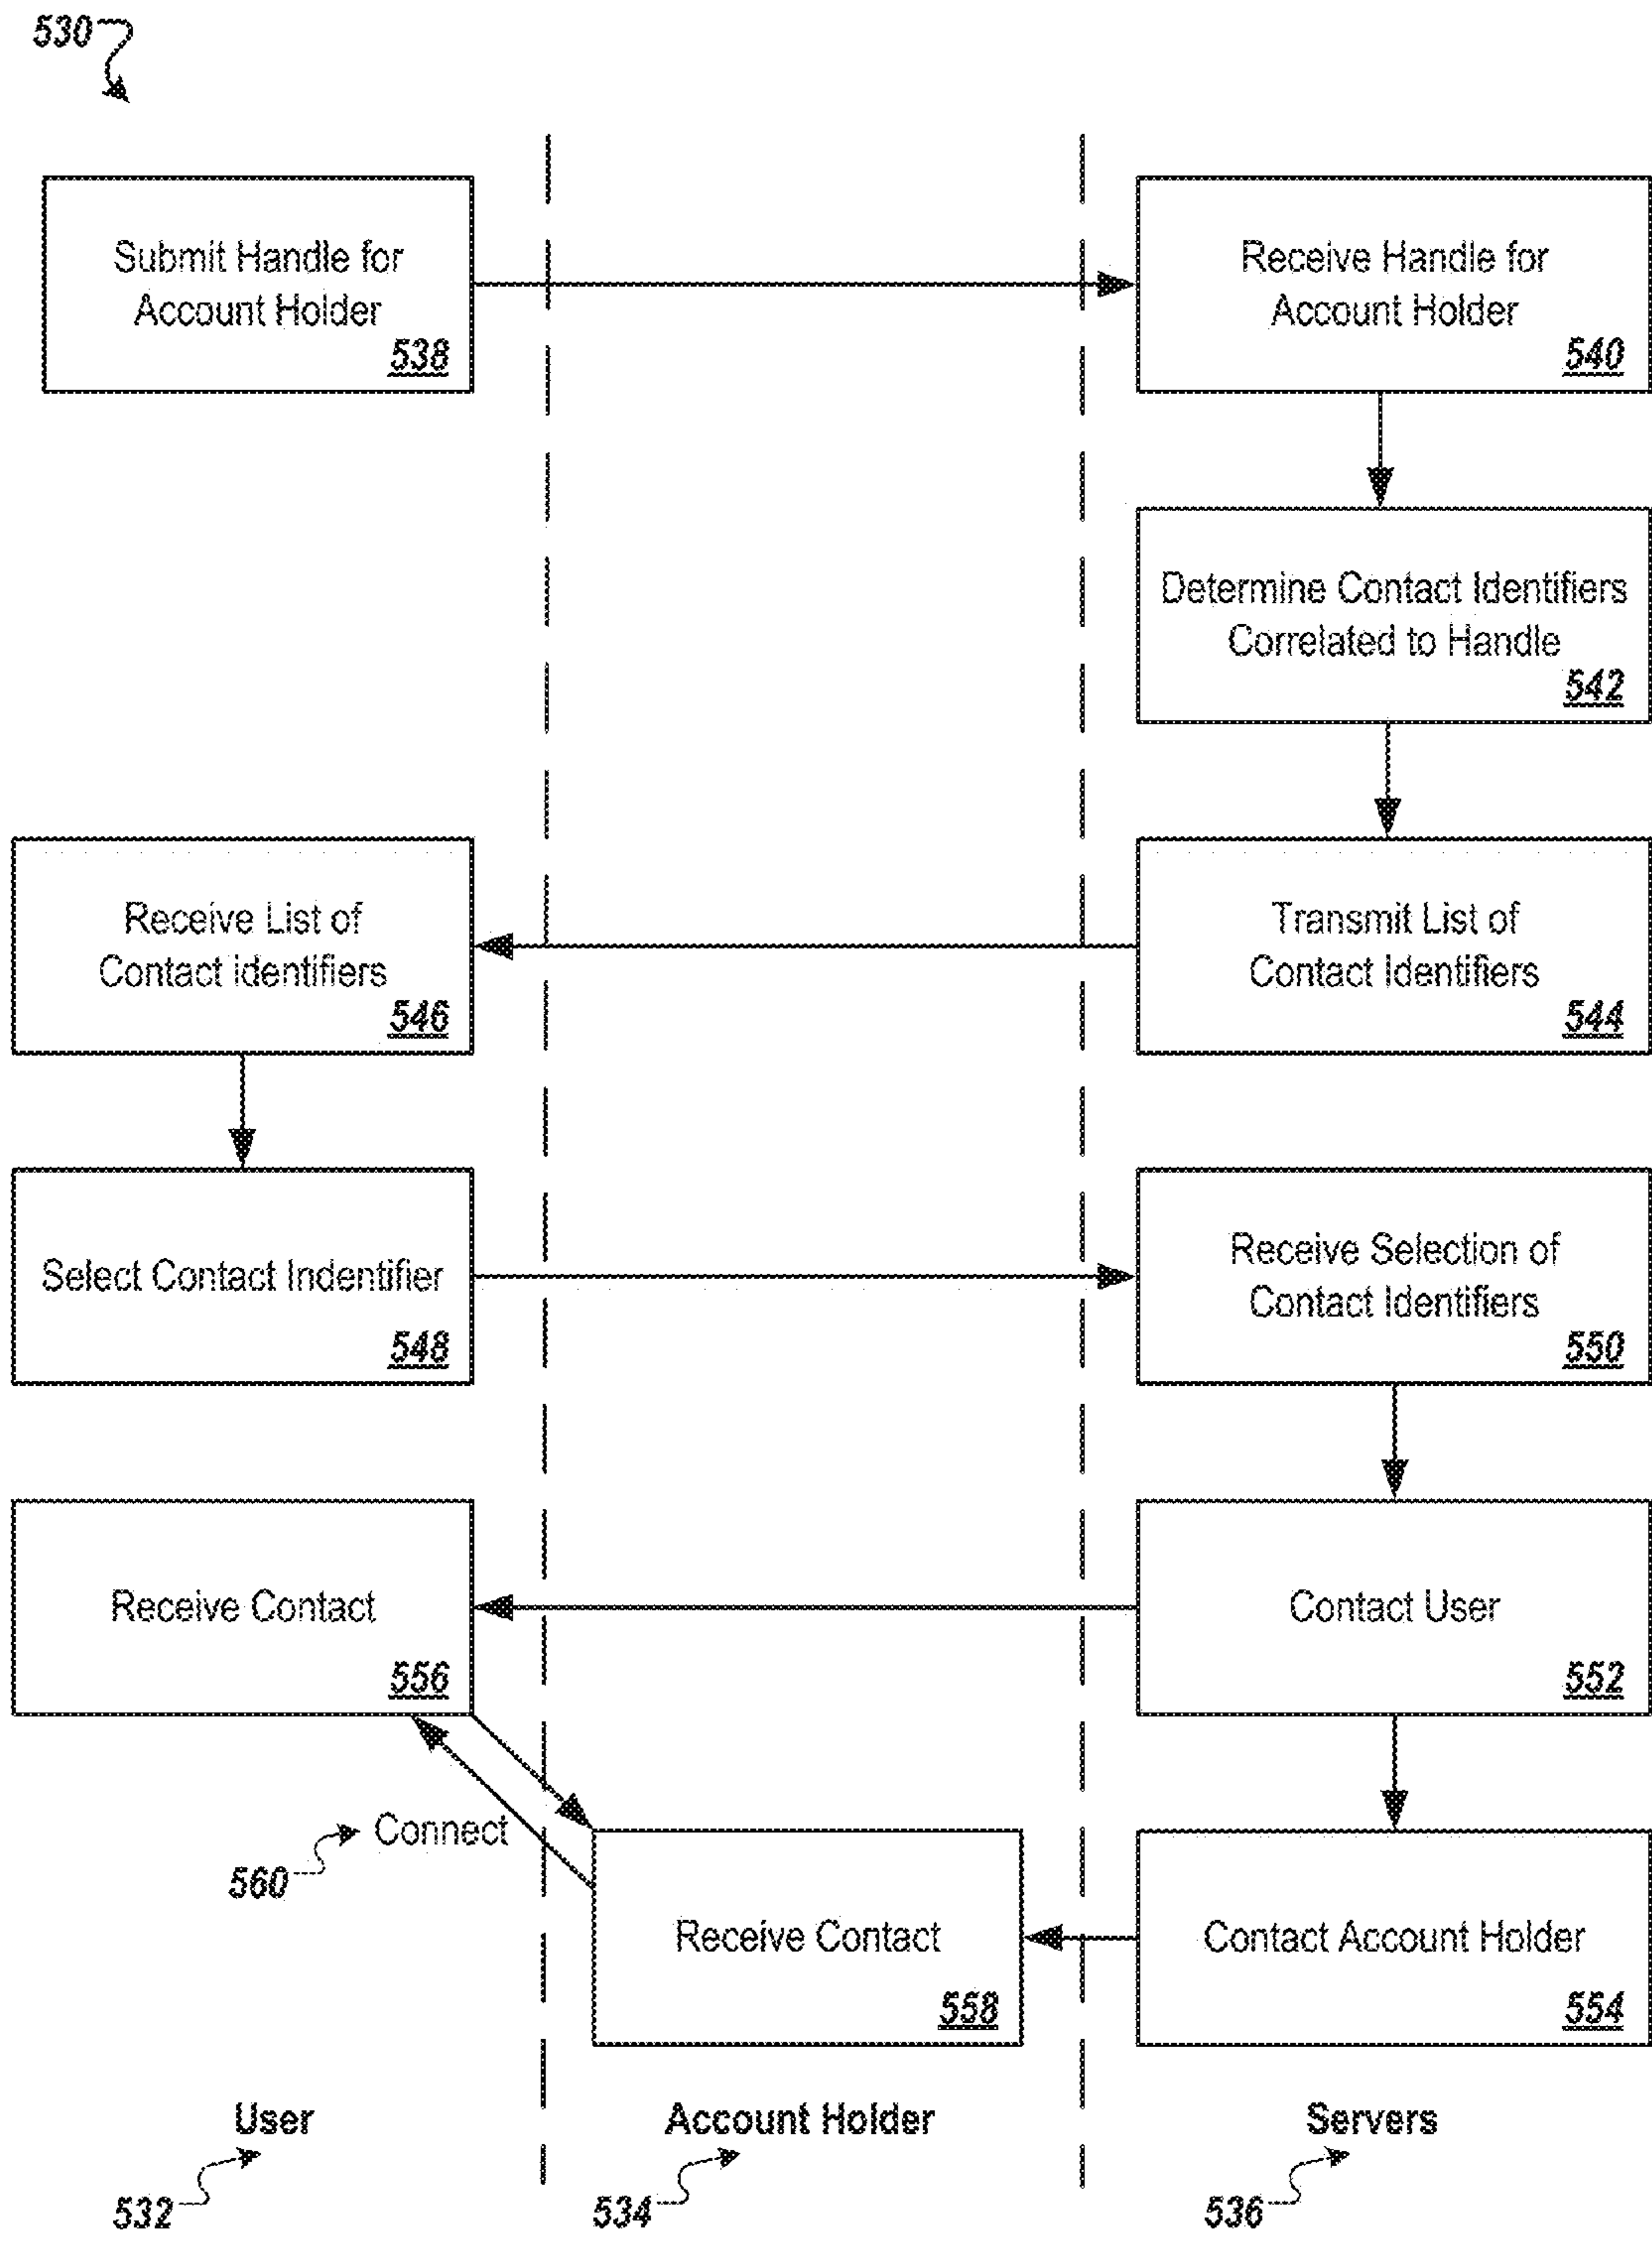 530
Submit Handle for
Account Holder
538
Receive Handle for
Account Holder
540
Determine Contact Identifiers
Correlated to Handle
542
Receive List of
Contact identifiers
546
Transmit List of
Contact Identifiers
544
Select Contact Indentifier
548
Receive Selection of
Contact Identifiers
550
Receive Contact
556
Contact User
552
Connect
560
Receive Contact
558
Contact Account Holder
554
User
532
Account Holder
534
Servers
536